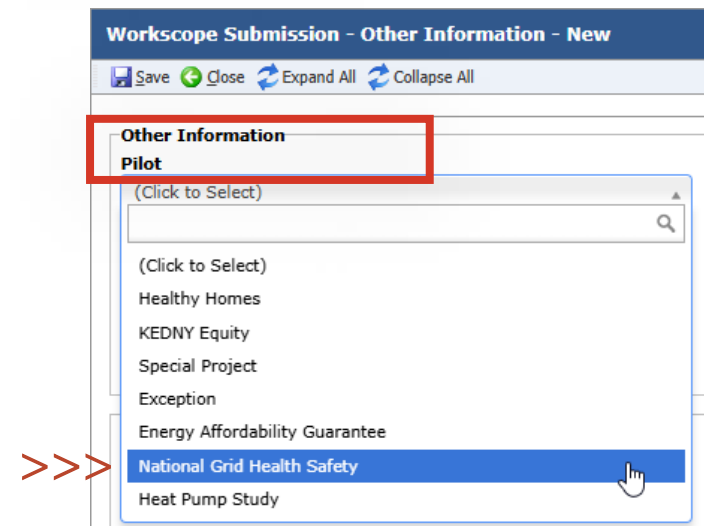 Workscope Submission - Other Information - New
Save Close Expand All Collapse All
Other Information
Pilot
(Click to Select)
(Click to Select)
Healthy Homes
KEDNY Equity
Special Project
Exception
Energy Affordability Guarantee
>>> National Grid Health Safety
Heat Pump Study